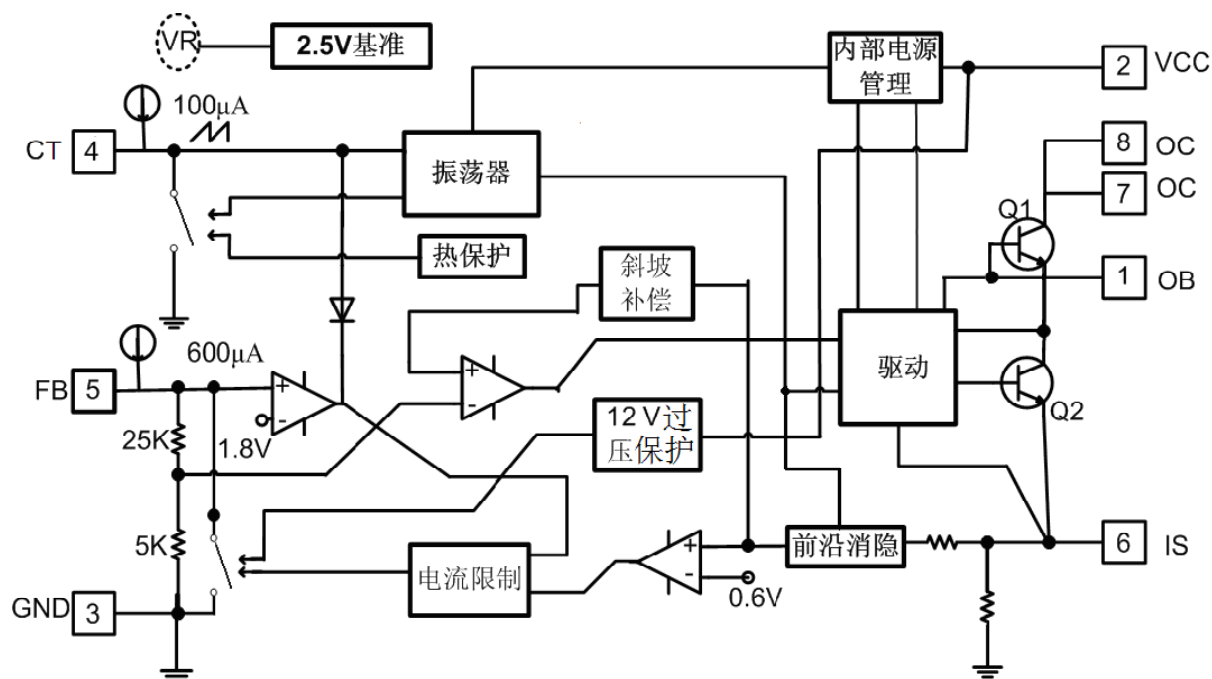 VR
2.5V基准
内部电源
管理
2
VCC
100μA
CT
4
振荡器
8
OC
7
OC
Q1
热保护
斜坡
补偿
1
OB
600μA
FB
5
+
-
1.8V
25K
+
驱动
Q2
12V过
压保护
5K
电流限制
+
-
0.6V
前沿消隐
6
IS
GND
3